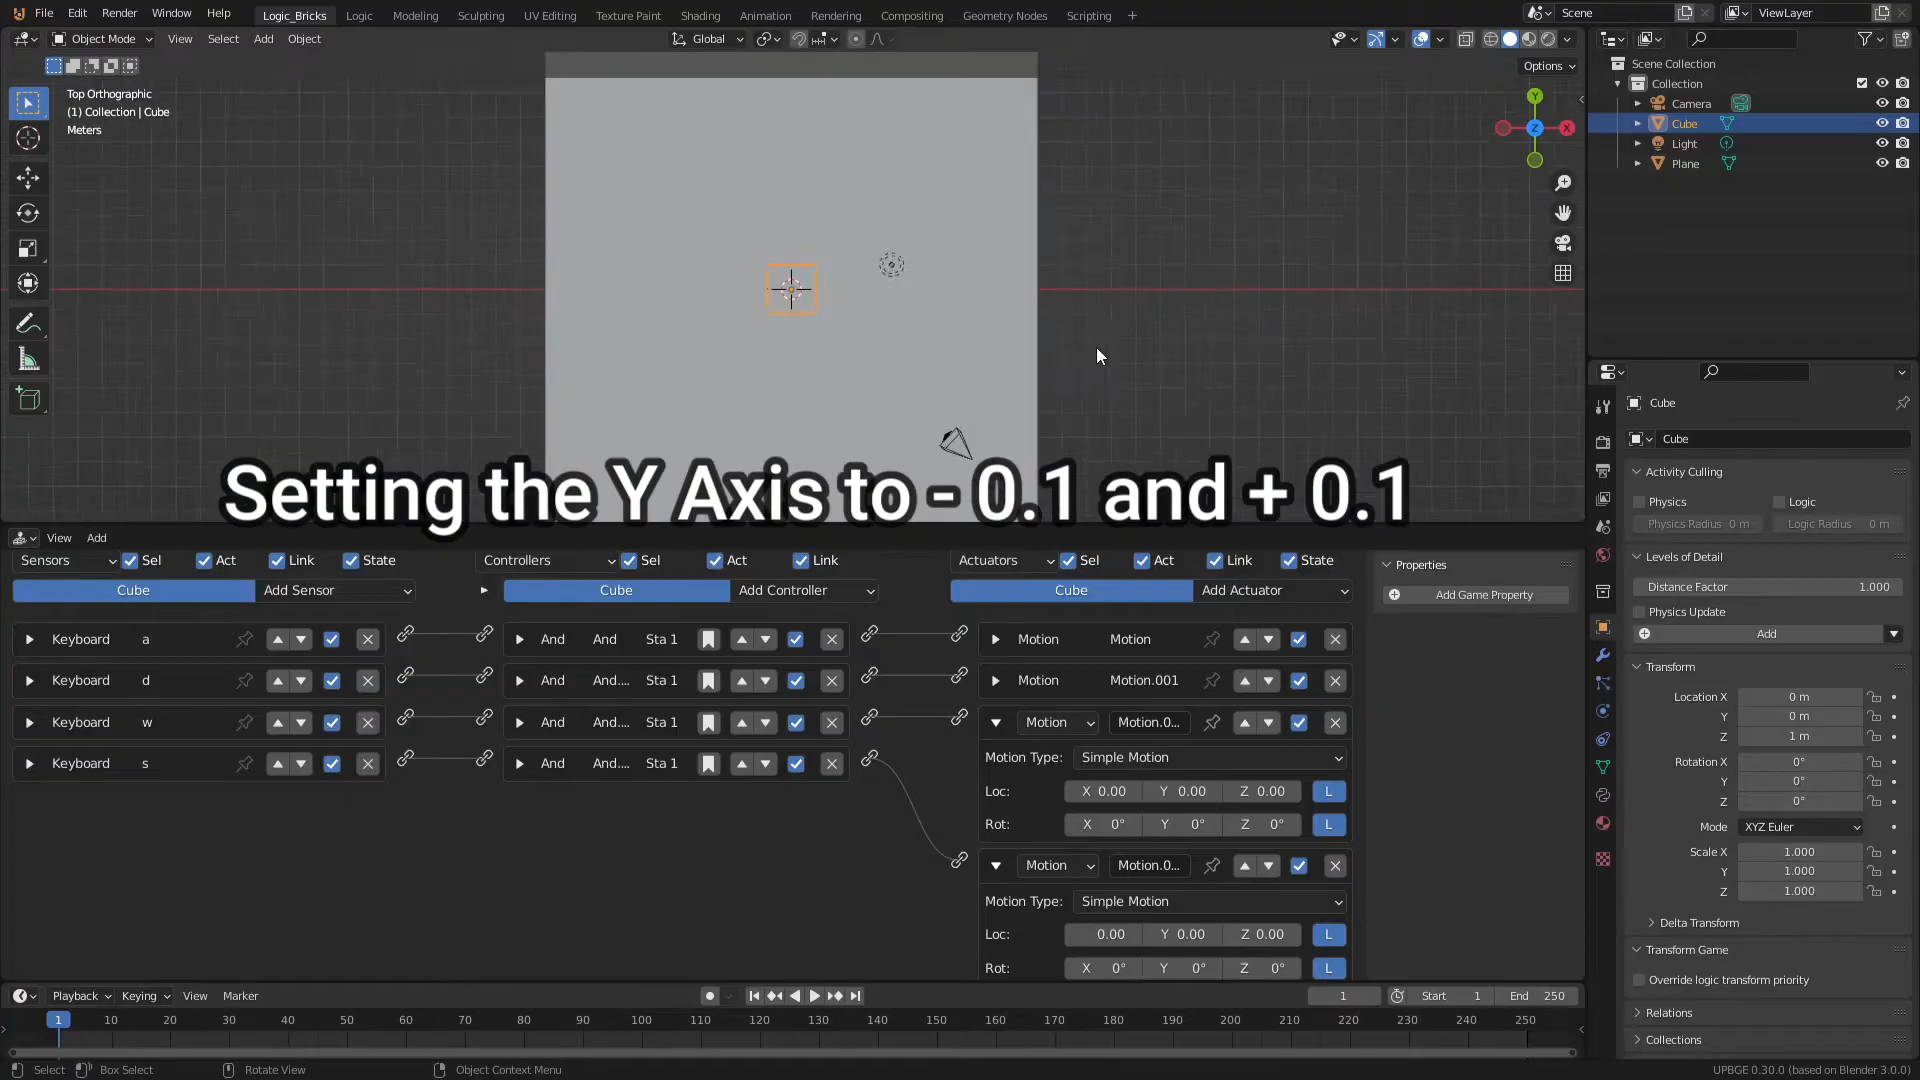 File Edit Render Window Help Logic_Bricks Logic Modeling Sculpting UV Editing Texture Paint Shading Animation Rendering Compositing Geometry Nodes Scripting + Scene ViewLayer
Object Mode View Select Add Object Global
Options
Top Orthographic
(1) Collection | Cube
Meters
Y
Z X
Scene Collection
Collection
Camera
Cube
Light
Plane
Setting the Y Axis to - 0.1 and + 0.1
View Add
Sensors Sel Act Link State Controllers Sel Act Link Actuators Sel Act Link State
Cube Add Sensor Cube Add Controller Cube Add Actuator
Keyboard a And And Sta 1 Motion Motion
Keyboard d And And.... Sta 1 Motion Motion.001
Keyboard w And And.... Sta 1 Motion Motion.0...
Keyboard s And And.... Sta 1
Motion Type: Simple Motion
Loc: X 0.00 Y 0.00 Z 0.00 L
Rot: X 0° Y 0° Z 0° L
Motion Motion.0...
Motion Type: Simple Motion
Loc: 0.00 Y 0.00 Z 0.00 L
Rot: X 0° Y 0° Z 0° L
Properties
Add Game Property
Cube
Cube
Activity Culling
Physics Logic
Physics Radius 0 m Logic Radius 0 m
Levels of Detail
Distance Factor 1.000
Physics Update
Add
Transform
Location X 0 m
Y 0 m
Z 1 m
Rotation X 0°
Y 0°
Z 0°
Mode XYZ Euler
Scale X 1.000
Y 1.000
Z 1.000
Delta Transform
Transform Game
Override logic transform priority
Relations
Collections
Playback Keying View Marker 1 Start 1 End 250
1 10 20 30 40 50 60 70 80 90 100 110 120 130 140 150 160 170 180 190 200 210 220 230 240 250
Select Box Select Rotate View Object Context Menu UPBGE 0.30.0 (based on Blender 3.0.0)